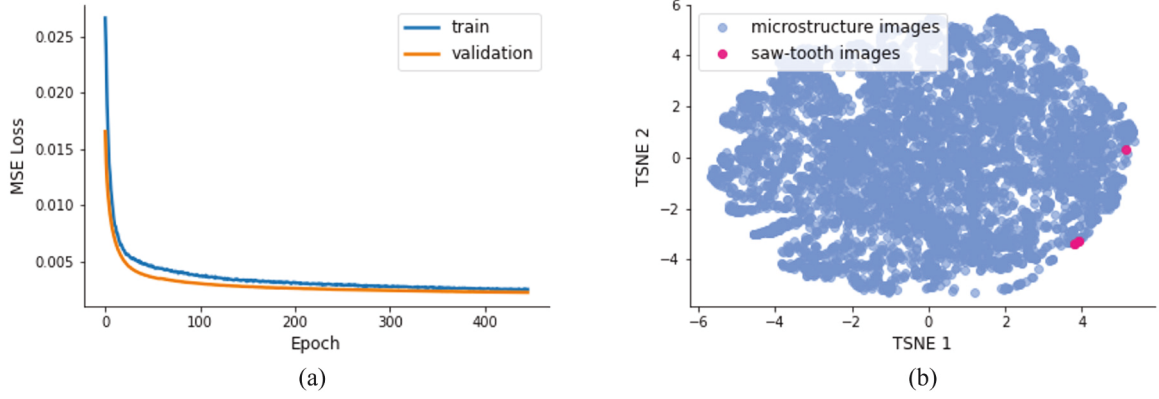 0.025
0.020
0.015
0.010
0.005
MSE Loss
train
validation
0 100 200 300 400
Epoch
(a)
6
4
2
0
−2
−4
TSNE 2
microstructure images
saw-tooth images
−6 −4 −2 0 2 4
TSNE 1
(b)